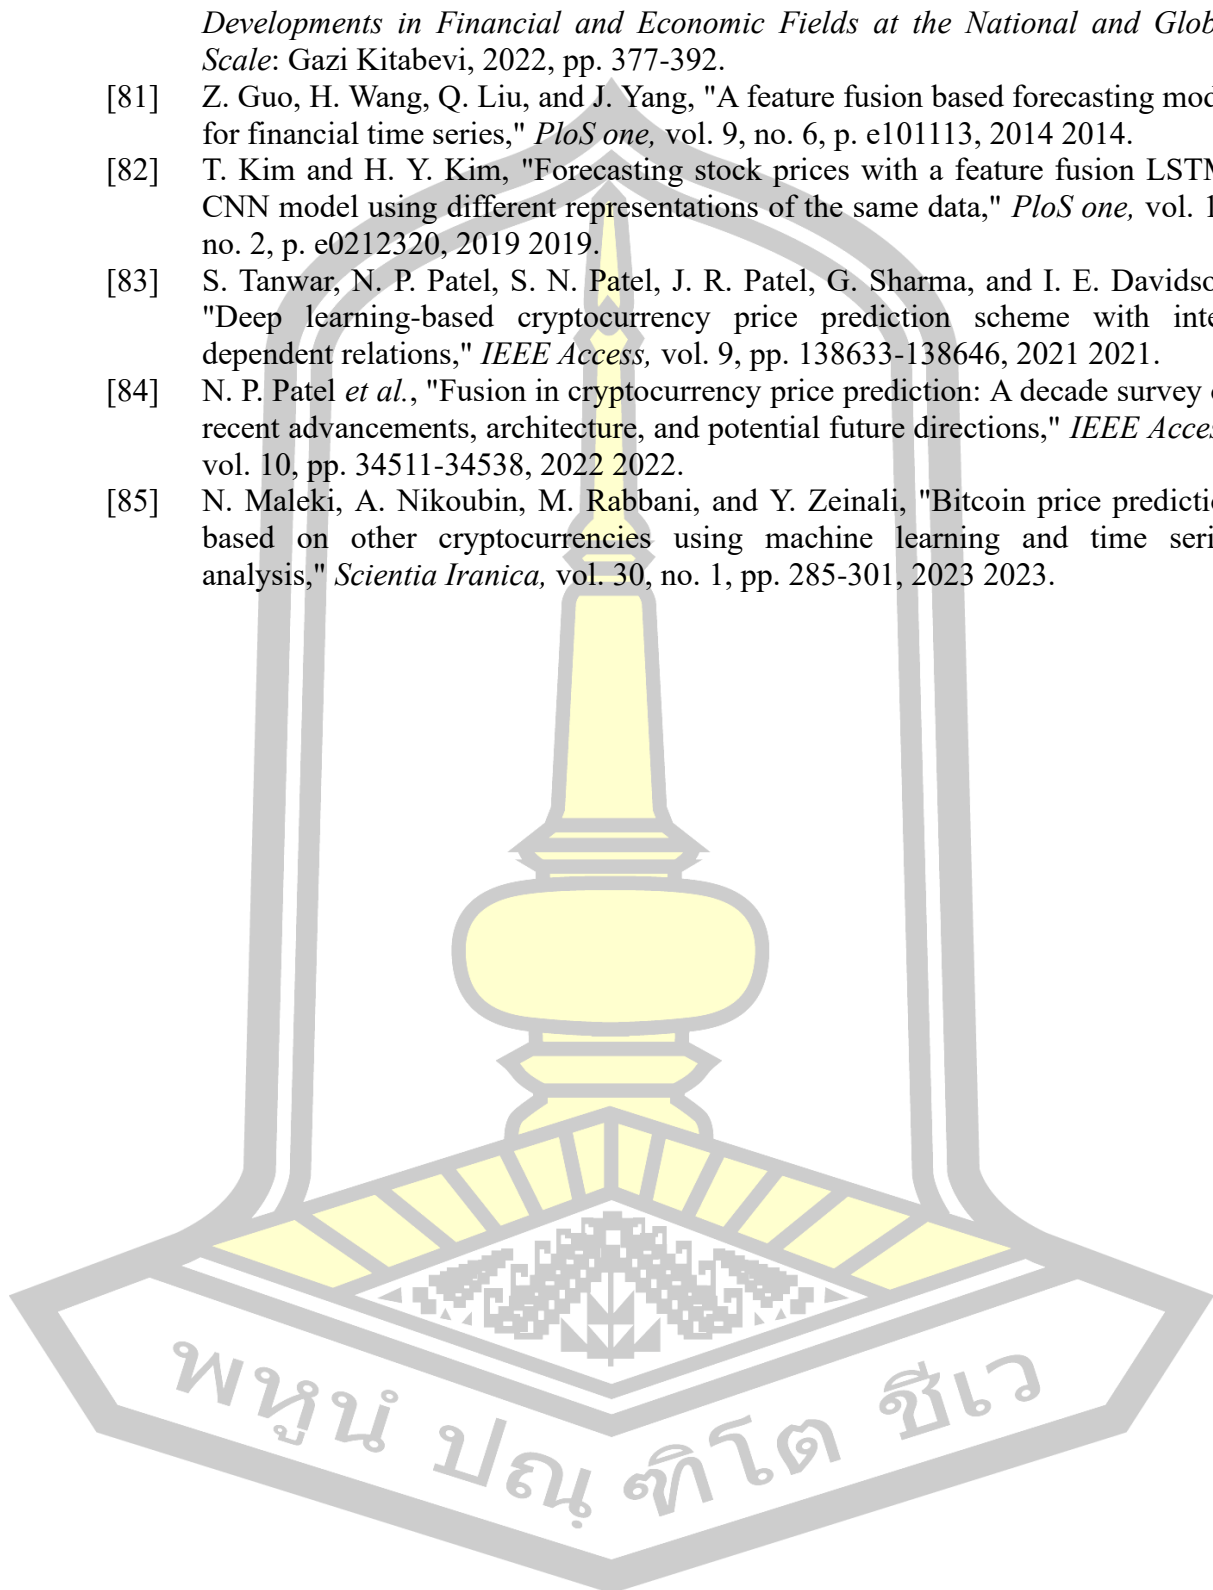 Developments in Financial and Economic Fields at the National and Glob
Scale: Gazi Kitabevi, 2022, pp. 377-392.
[81] Z. Guo, H. Wang, Q. Liu, and J. Yang, "A feature fusion based forecasting mod
for financial time series," PloS one, vol. 9, no. 6, p. e101113, 2014 2014.
[82] T. Kim and H. Y. Kim, "Forecasting stock prices with a feature fusion LSTM
CNN model using different representations of the same data," PloS one, vol. 1
no. 2, p. e0212320, 2019 2019.
[83] S. Tanwar, N. P. Patel, S. N. Patel, J. R. Patel, G. Sharma, and I. E. Davidso
"Deep learning-based cryptocurrency price prediction scheme with inte
dependent relations," IEEE Access, vol. 9, pp. 138633-138646, 2021 2021.
[84] N. P. Patel et al., "Fusion in cryptocurrency price prediction: A decade survey o
recent advancements, architecture, and potential future directions," IEEE Acces
vol. 10, pp. 34511-34538, 2022 2022.
[85] N. Maleki, A. Nikoubin, M. Rabbani, and Y. Zeinali, "Bitcoin price predictio
based on other cryptocurrencies using machine learning and time seri
analysis," Scientia Iranica, vol. 30, no. 1, pp. 285-301, 2023 2023.
พหูนํ ปณฺฑิโต ชีเว